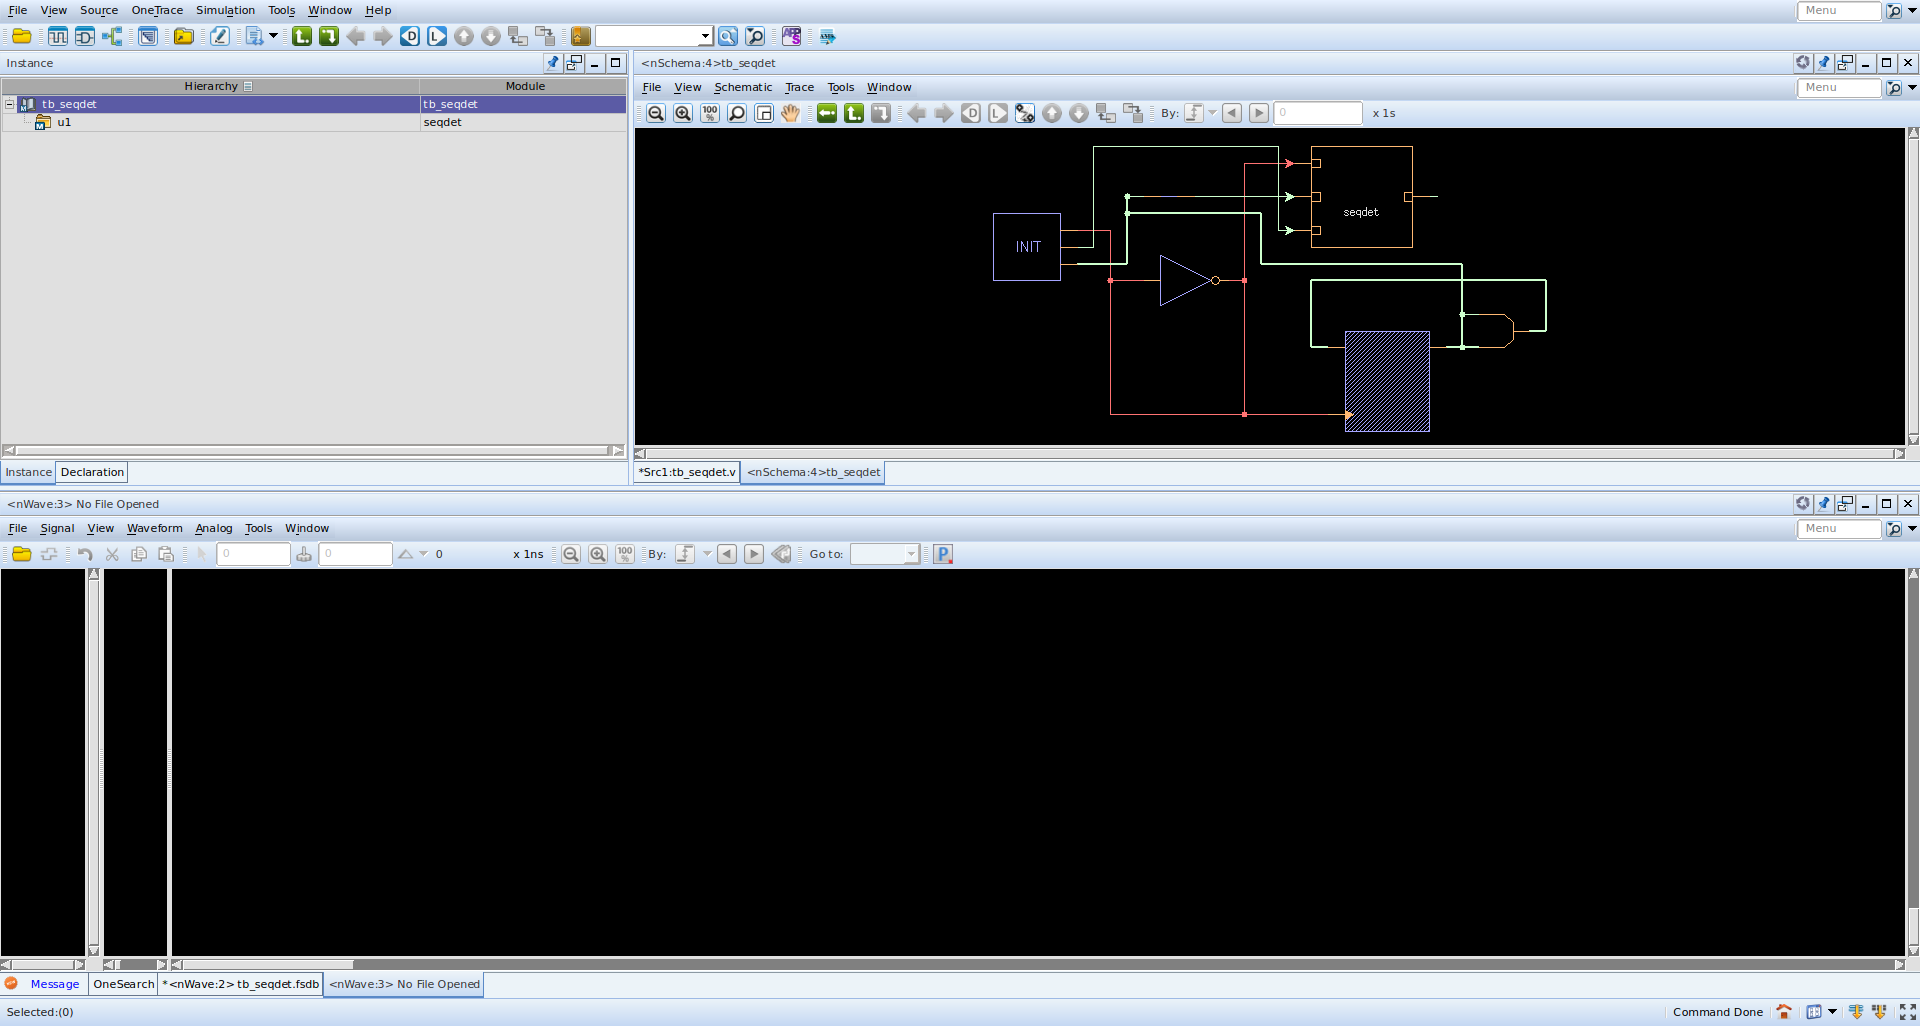 File View Source OneTrace Simulation Tools Window Help Menu
Instance
<nSchema:4>tb_seqdet
Hierarchy Module
tb_seqdet tb_seqdet
u1 seqdet
File View Schematic Trace Tools Window Menu
100% By: 0 x 1s
INIT
seqdet
Instance Declaration
*Src1:tb_seqdet.v <nSchema:4>tb_seqdet
<nWave:3> No File Opened
File Signal View Waveform Analog Tools Window Menu
0 0 0 x 1ns 100% By: Go to: P
Message OneSearch *<nWave:2> tb_seqdet.fsdb <nWave:3> No File Opened
Selected:(0) Command Done